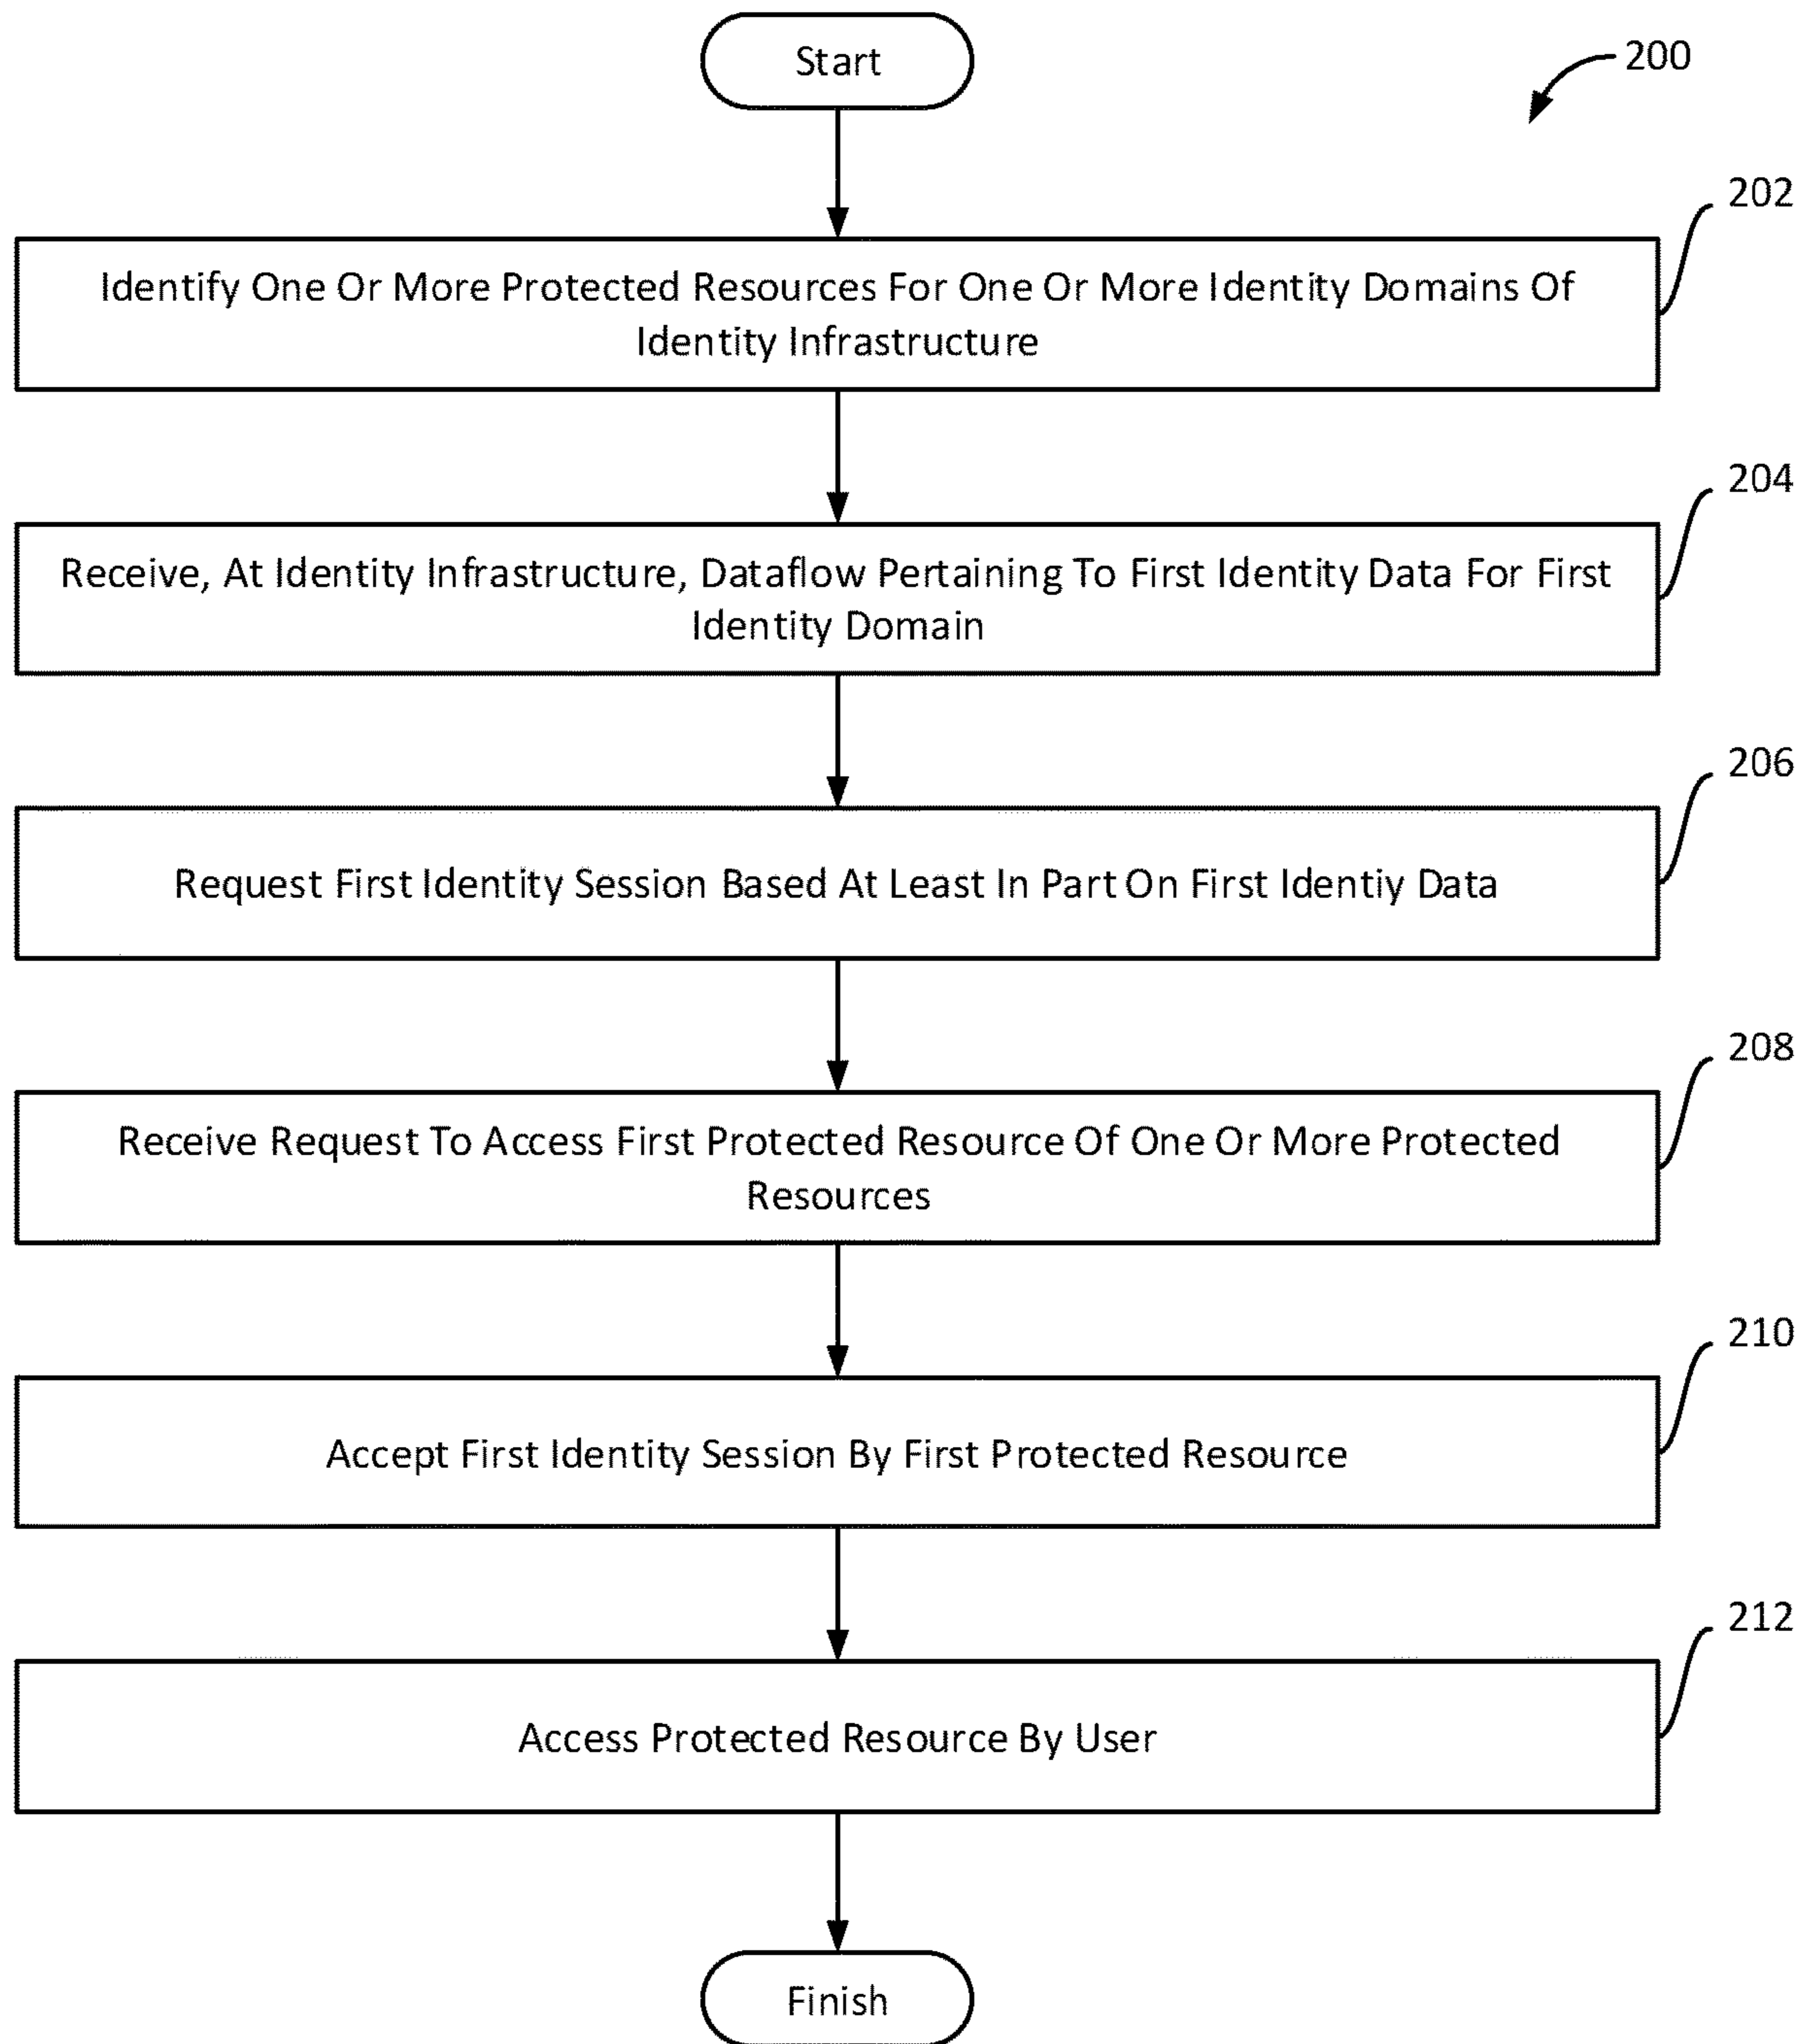 Start
200
202
Identify One Or More Protected Resources For One Or More Identity Domains Of
Identity Infrastructure
204
Receive, At Identity Infrastructure, Dataflow Pertaining To First Identity Data For First
Identity Domain
206
Request First Identity Session Based At Least In Part On First Identiy Data
208
Receive Request To Access First Protected Resource Of One Or More Protected
Resources
210
Accept First Identity Session By First Protected Resource
212
Access Protected Resource By User
Finish